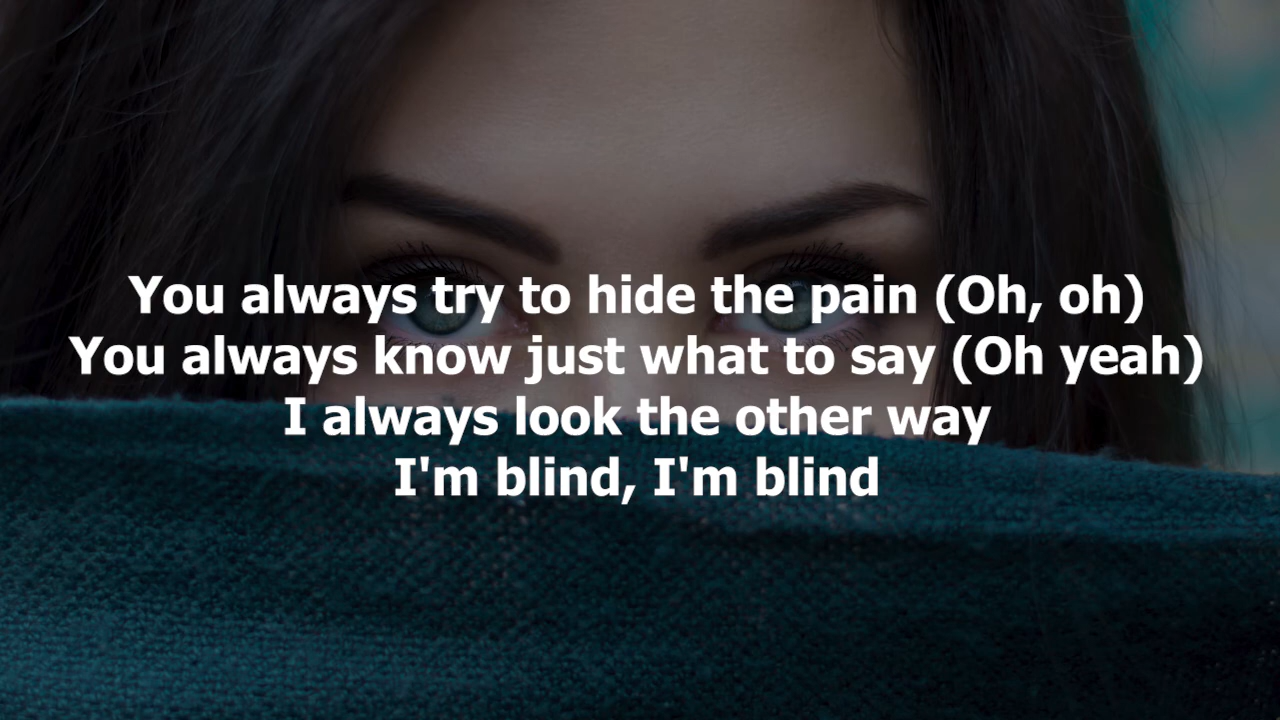 You always try to hide the pain (Oh, oh)
You always know just what to say (Oh yeah)
I always look the other way
I'm blind, I'm blind